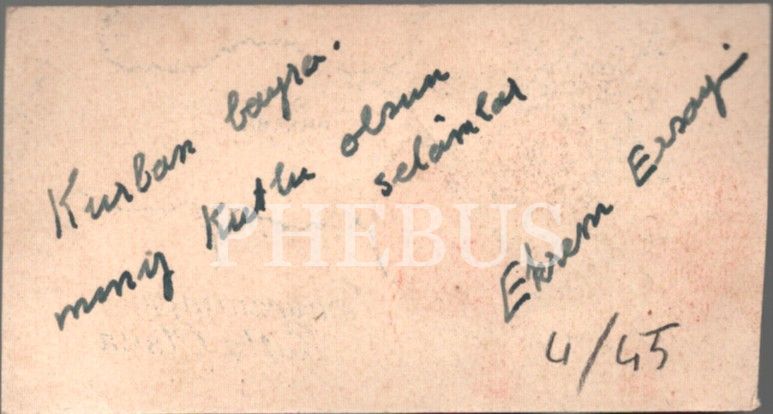 Kurban bayra.
mınız Kutlu olsun
selâmlar
Ekrem Ersoy
4/45
PHEBUS